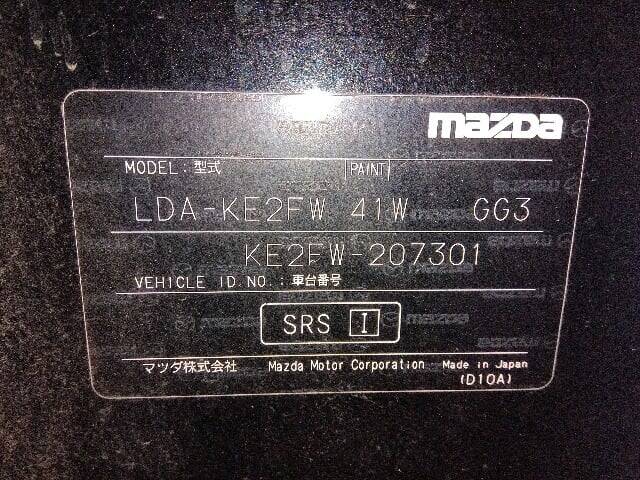 mazda
MODEL : 型式 PAINT
LDA-KE2FW 41W GG3
KE2FW-207301
VEHICLE ID.NO. : 車台番号
SRS I
mazda
マツダ株式会社 Mazda Motor Corporation Made in Japan
(D10A)